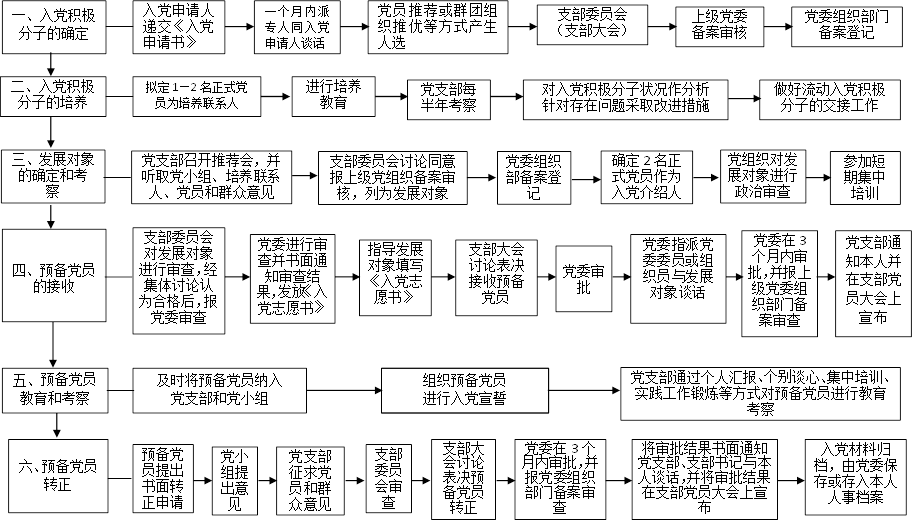 一、入党积极
分子的确定
入党申请人
递交《入党
申请书》
一个月内派
专人同入党
申请人谈话
党员推荐或群团组
织推优等方式产生
人选
支部委员会
（支部大会）
上级党委
备案审核
党委组织部门
备案登记
二、入党积极
分子的培养
拟定1—2名正式党
员为培养联系人
进行培养
教育
党支部每
半年考察
对入党积极分子状况作分析
针对存在问题采取改进措施
做好流动入党积极
分子的交接工作
三、发展对象
的确定和考
察
党支部召开推荐会，并
听取党小组、培养联系
人、党员和群众意见
支部委员会讨论同意
报上级党组织备案审
核，列为发展对象
党委组织
部备案登
记
确定2名正
式党员作为
入党介绍人
党组织对发
展对象进行
政治审查
参加短
期集中
培训
四、预备党员
的接收
支部委员会
对发展对象
进行审查，经
集体讨论认
为合格后，报
党委审查
党委进行审
查并书面通
知审查结
果，发放《入
党志愿书》
指导发展
对象填写
《入党志
愿书》
支部大会
讨论表决
接收预备
党员
党委审
批
党委指派党
委委员或组
织员与发展
对象谈话
党委在3
个月内审
批，并报上
级党委组
织部门备
案审查
党支部通
知本人并
在支部党
员大会上
宣布
五、预备党员
教育和考察
及时将预备党员纳入
党支部和党小组
组织预备党员
进行入党宣誓
党支部通过个人汇报、个别谈心、集中培训、
实践工作锻炼等方式对预备党员进行教育
考察
六、预备党员
转正
预备党
员提出
书面转
正申请
党小
组提
出意
见
党支部
征求党
员和群
众意见
支部
委员
会审
查
支部大
会讨论
表决预
备党员
转正
党委在3个
月内审批，并
报党委组织
部门备案审
查
将审批结果书面通知
党支部、支部书记与本
人谈话，并将审批结果
在支部党员大会上宣布
入党材料归
档，由党委保
存或存入本人
人事档案